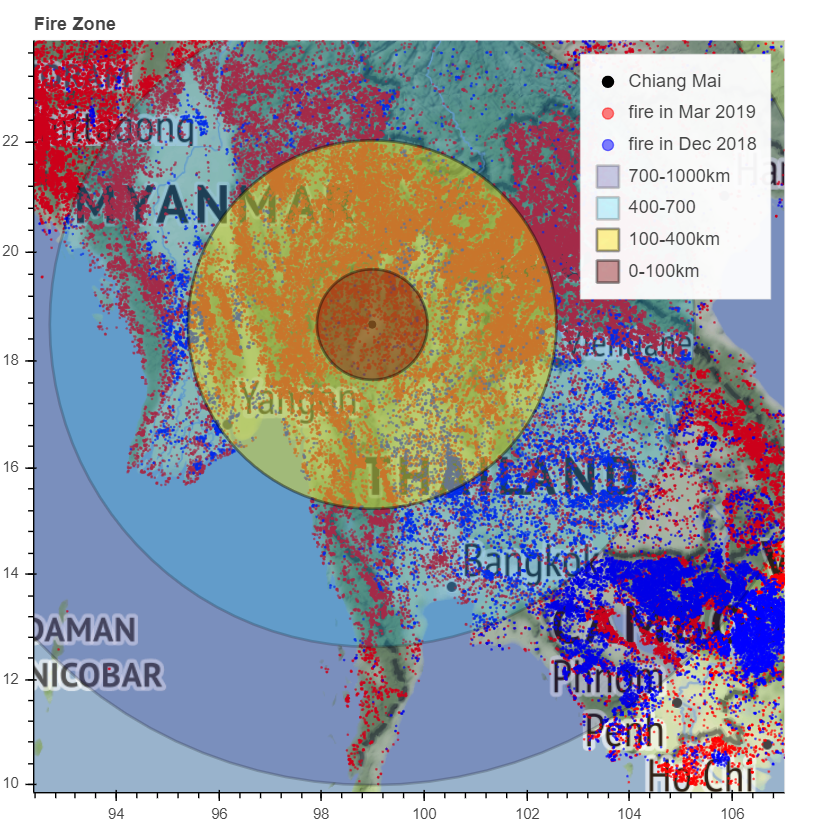 Fire Zone
Chiang Mai
fire in Mar 2019
fire in Dec 2018
700-1000km
400-700
100-400km
0-100km
22
MYANMAR
20
Vientiane
18
Yangon
16
THAILAND
14
Bangkok
DAMAN
NICOBAR
12
Phnom
Penh
10
Ho Chi
94
96
98
100
102
104
106